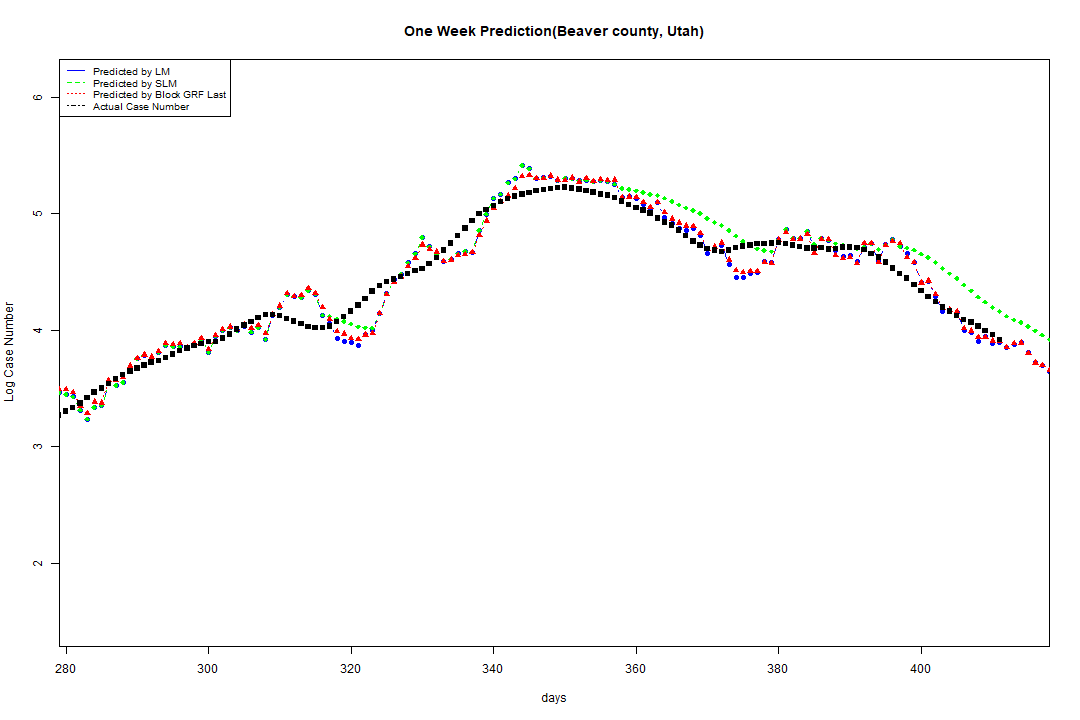 One Week Prediction(Beaver county, Utah)
Predicted by LM
Predicted by SLM
Predicted by Block GRF Last
Actual Case Number
6
5
4
3
2
Log Case Number
280 300 320 340 360 380 400
days